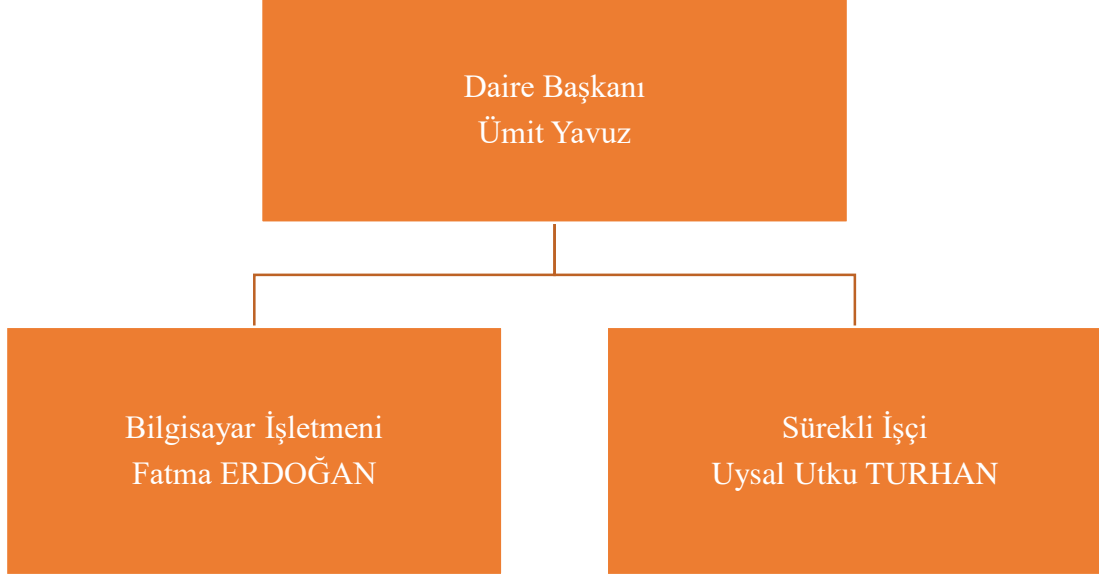 Daire Başkanı
Ümit Yavuz
Bilgisayar İşletmeni
Fatma ERDOĞAN
Sürekli İşçi
Uysal Utku TURHAN